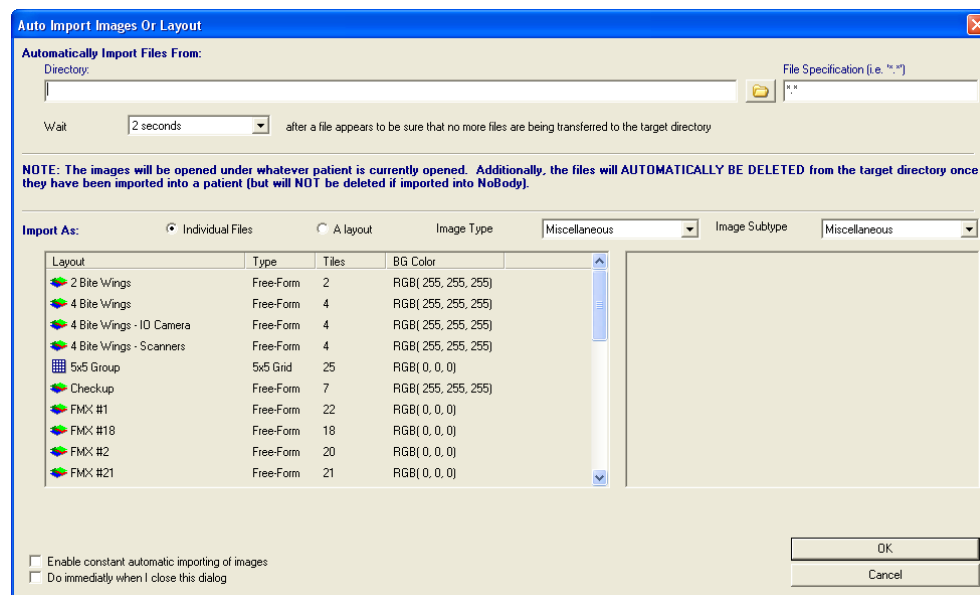 Auto Import Images Or Layout
Automatically Import Files From:
Directory: File Specification (i.e. "*.*")
*.*
Wait 2 seconds after a file appears to be sure that no more files are being transferred to the target directory
NOTE: The images will be opened under whatever patient is currently opened. Additionally, the files will AUTOMATICALLY BE DELETED from the target directory once
they have been imported into a patient (but will NOT be deleted if imported into NoBody).
Import As: Individual Files A layout Image Type Miscellaneous Image Subtype Miscellaneous
Layout Type Tiles BG Color
2 Bite Wings Free-Form 2 RGB( 255, 255, 255)
4 Bite Wings Free-Form 4 RGB( 255, 255, 255)
4 Bite Wings - IO Camera Free-Form 4 RGB( 255, 255, 255)
4 Bite Wings - Scanners Free-Form 4 RGB( 255, 255, 255)
5x5 Group 5x5 Grid 25 RGB( 0, 0, 0)
Checkup Free-Form 7 RGB( 255, 255, 255)
FMX #1 Free-Form 22 RGB( 0, 0, 0)
FMX #18 Free-Form 18 RGB( 0, 0, 0)
FMX #2 Free-Form 20 RGB( 0, 0, 0)
FMX #21 Free-Form 21 RGB( 0, 0, 0)
Enable constant automatic importing of images
Do immediatly when I close this dialog
OK
Cancel